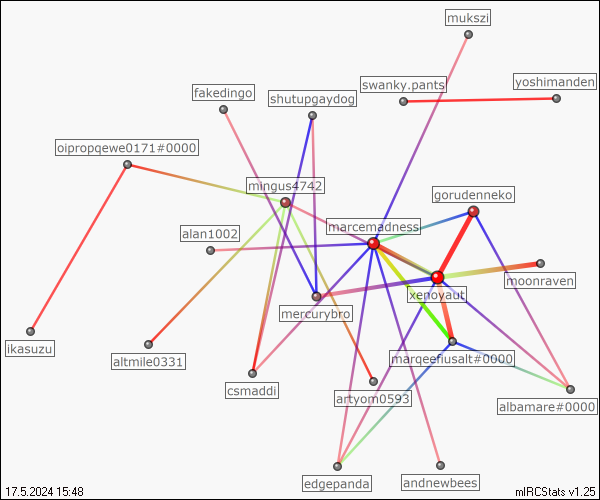 mukszi
yoshimanden
swanky.pants
fakedingo
shutupgaydog
oipropqewe0171#0000
mingus4742
gorudenneko
marcemadness
alan1002
moonraven
xenoyaut
mercurybro
ikasuzu
altmile0331
marqeefiusalt#0000
csmaddi
artyom0593
albamare#0000
edgepanda
andnewbees
17.5.2024 15:48
mIRCStats v1.25